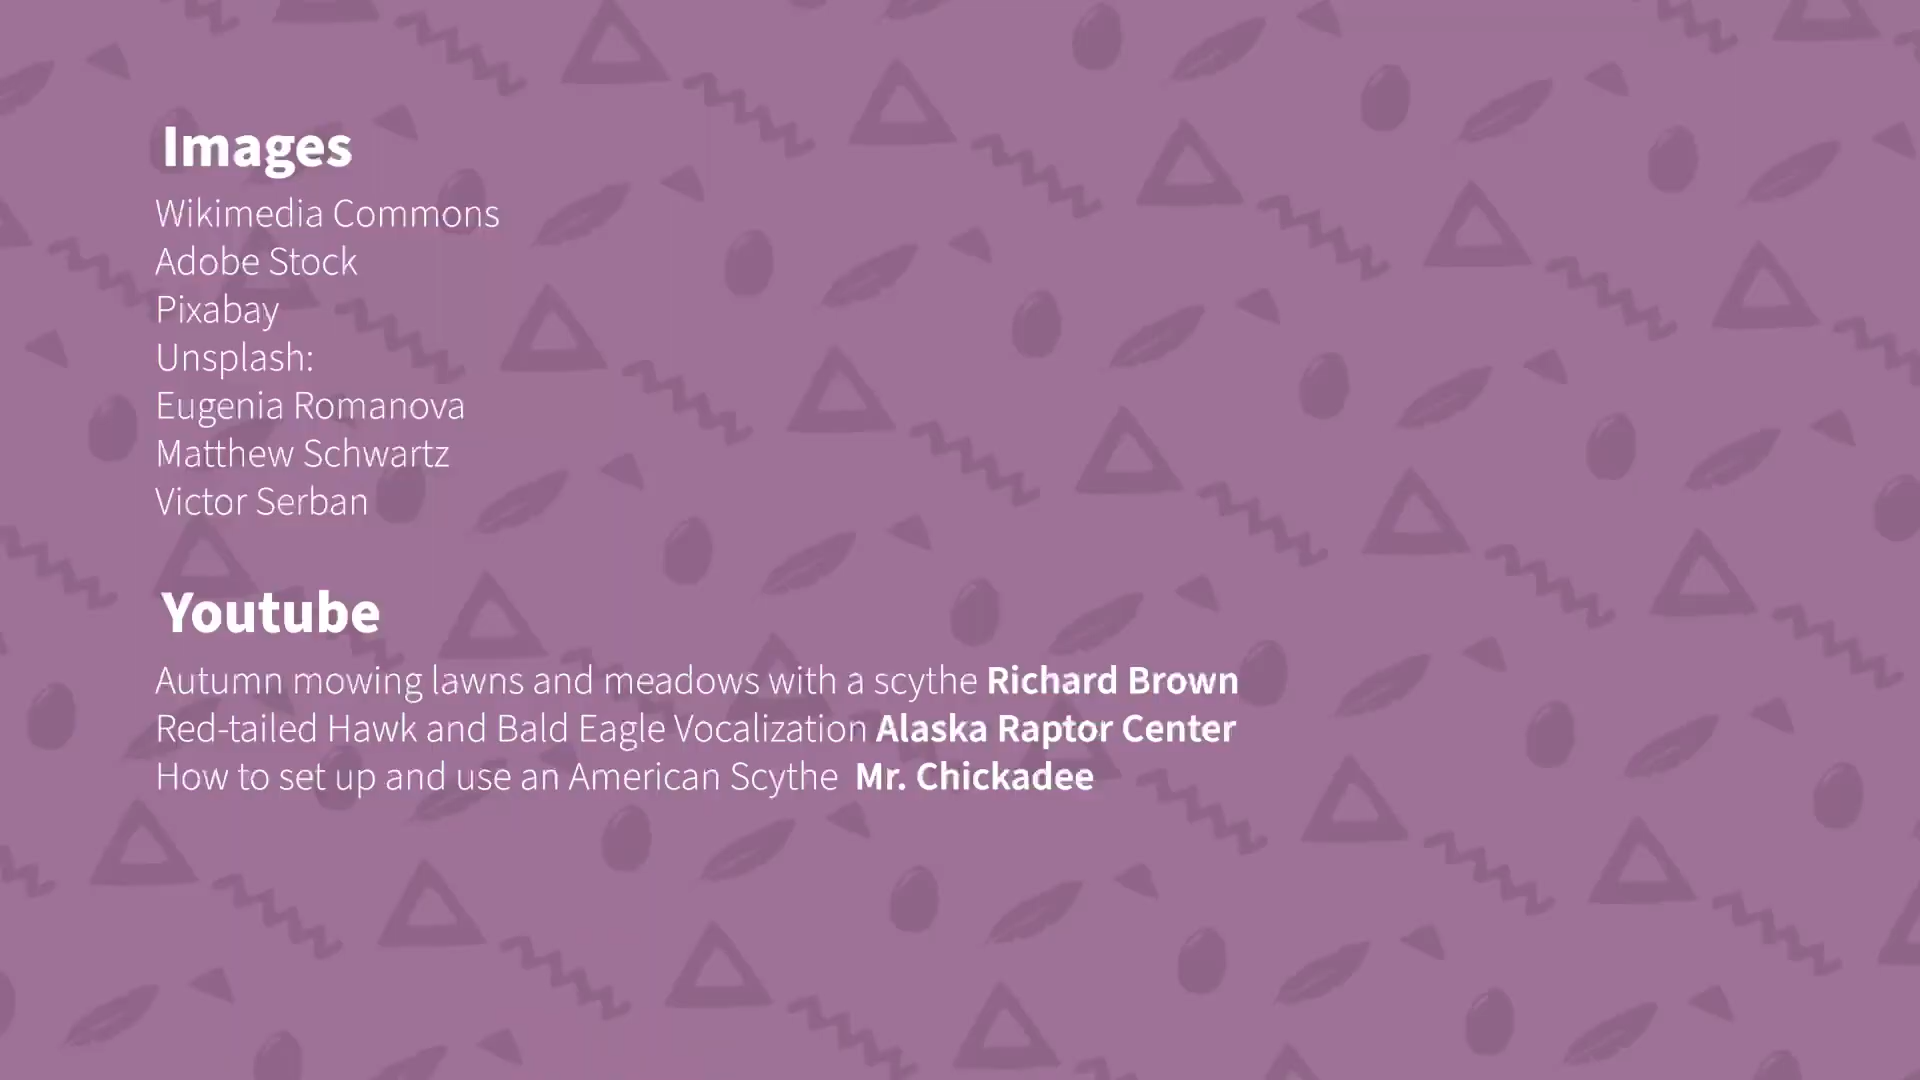 Images
Wikimedia Commons
Adobe Stock
Pixabay
Unsplash:
Eugenia Romanova
Matthew Schwartz
Victor Serban
Youtube
Autumn mowing lawns and meadows with a scythe Richard Brown
Red-tailed Hawk and Bald Eagle Vocalization Alaska Raptor Center
How to set up and use an American Scythe  Mr. Chickadee